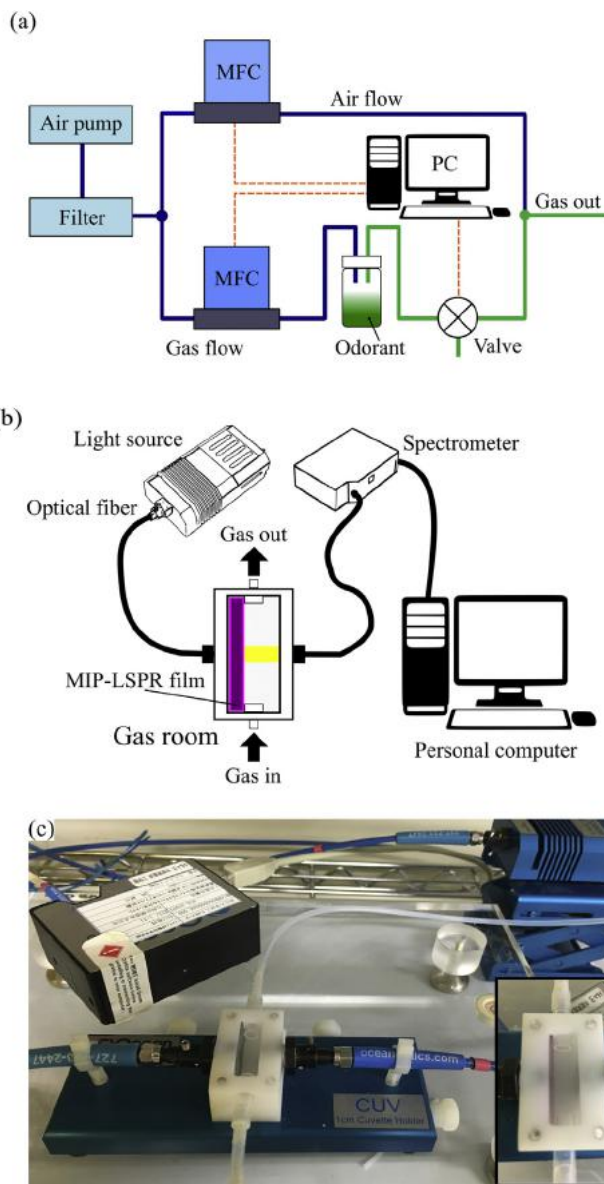 (a)
MFC
Air flow
Air pump
PC
Filter
Gas out
MFC
Gas flow
Odorant
Valve
b)
Light source
Spectrometer
Optical fiber
Gas out
MIP-LSPR film
Gas room
Personal computer
Gas in
(c)
oceanoptics.com
CUV
1cm Cuvette Holder